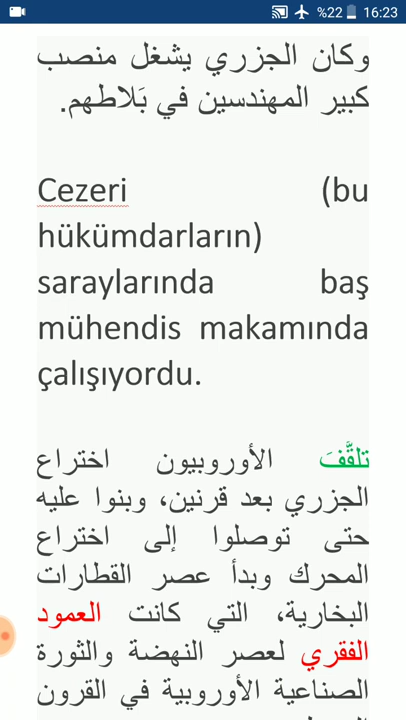 %22 16:23
وكان الجزري يشغل منصب
كبير المهندسين في بَلاطهم.
Cezeri (bu
hükümdarların)
saraylarında baş
mühendis makamında
çalışıyordu.
تلقَّفَ الأوروبيون اختراع
الجزري بعد قرنين، وبنوا عليه
حتى توصلوا إلى اختراع
المحرك وبدأ عصر القطارات
البخارية، التي كانت العمود
الفقري لعصر النهضة والثورة
الصناعية الأوروبية في القرون